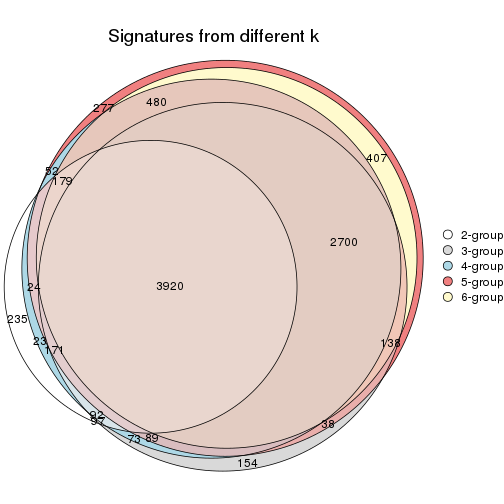 Signatures from different k
480
277
407
52
179
2700
2-group
3-group
4-group
5-group
6-group
3920
24
235
23
171
138
92
38
73 89
154